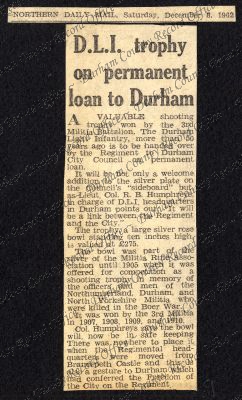 NORTHERN DAILY MAIL, Saturday, December 8, 1962
D.L.I. trophy
on permanent
loan to Durham
A VALUABLE shooting
trophy won by the 3rd
Militia Battalion, The Durham
Light Infantry, more than 50
years ago is to be handed over
by the Regiment to Durham
City Council on permanent
loan.
It will be not only a welcome
addition to the silver plate on
the Council's "sideboard" but
as Lieut. Col. R. B. Humphreys
in charge of D.L.I. headquarters
in Durham points out: "It will
be a link between the Regiment
and the City."
The trophy a large silver rose
bowl standing ten inches high,
is valued at £275.
The bowl was part of the
silver of the Militia Rifle Asso-
ciation until 1905 when it was
offered for competition as a
shooting trophy in memory of
the officers and men of the
Northumberland, Durham, and
North Yorkshire Militia who
were killed in the Boer War.
It was won by the 3rd Militia
in 1907, 1908, 1909, and 1910.
Col. Humphreys says the bowl
will now be in safe keeping.
There was nowhere to place it
when the Regimental head-
quarters were moved from
Brancepeth Castle and this is
also a gesture to Durham which
had conferred the Freedom of
the City on the Regiment.